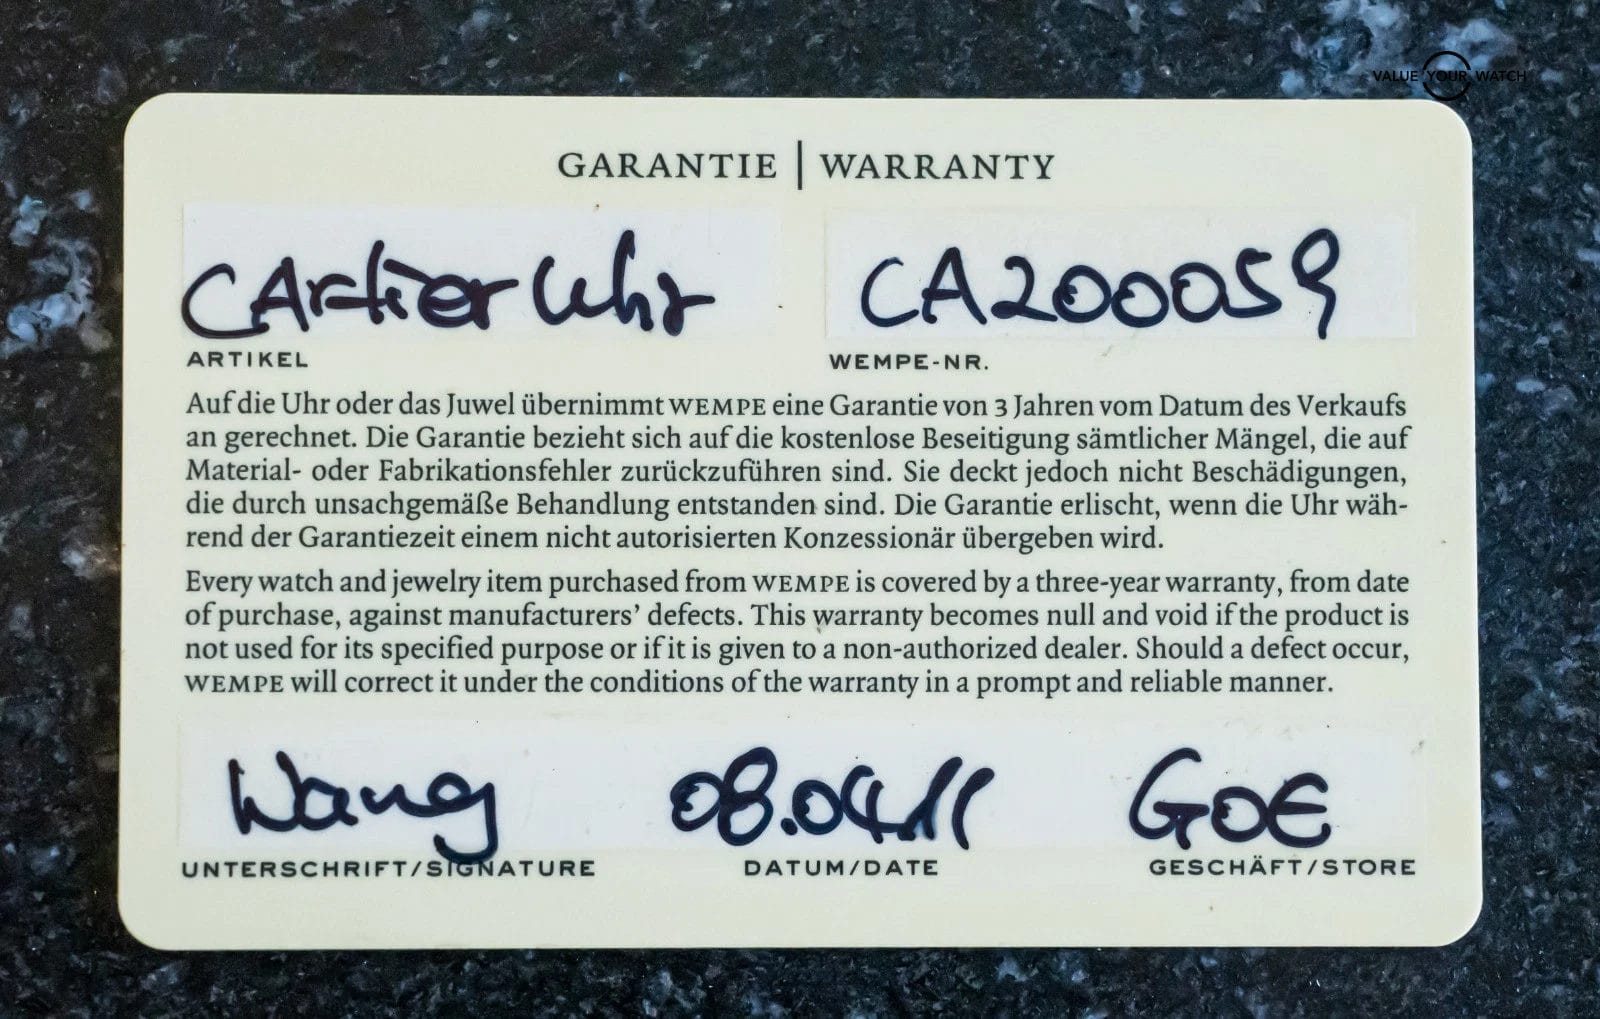 VALUE YOUR WATCH
GARANTIE | WARRANTY
CArtier Uhr CA200059
ARTIKEL WEMPE-NR.
Auf die Uhr oder das Juwel übernimmt WEMPE eine Garantie von 3 Jahren vom Datum des Verkaufs
an gerechnet. Die Garantie bezieht sich auf die kostenlose Beseitigung sämtlicher Mängel, die auf
Material- oder Fabrikationsfehler zurückzuführen sind. Sie deckt jedoch nicht Beschädigungen,
die durch unsachgemäße Behandlung entstanden sind. Die Garantie erlischt, wenn die Uhr wäh-
rend der Garantiezeit einem nicht autorisierten Konzessionär übergeben wird.
Every watch and jewelry item purchased from WEMPE is covered by a three-year warranty, from date
of purchase, against manufacturers’ defects. This warranty becomes null and void if the product is
not used for its specified purpose or if it is given to a non-authorized dealer. Should a defect occur,
WEMPE will correct it under the conditions of the warranty in a prompt and reliable manner.
Wang 08.04.11 GOE
UNTERSCHRIFT/SIGNATURE DATUM/DATE GESCHÄFT/STORE